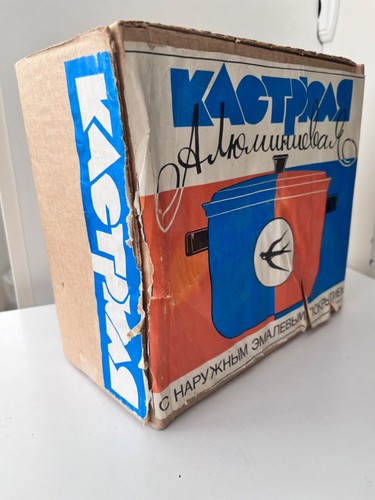 КАСТРЮЛЯ
КАСТРЮЛЯ
Алюминиевая
С НАРУЖНЫМ ЭМАЛЕВЫМ ПОКРЫТИЕМ